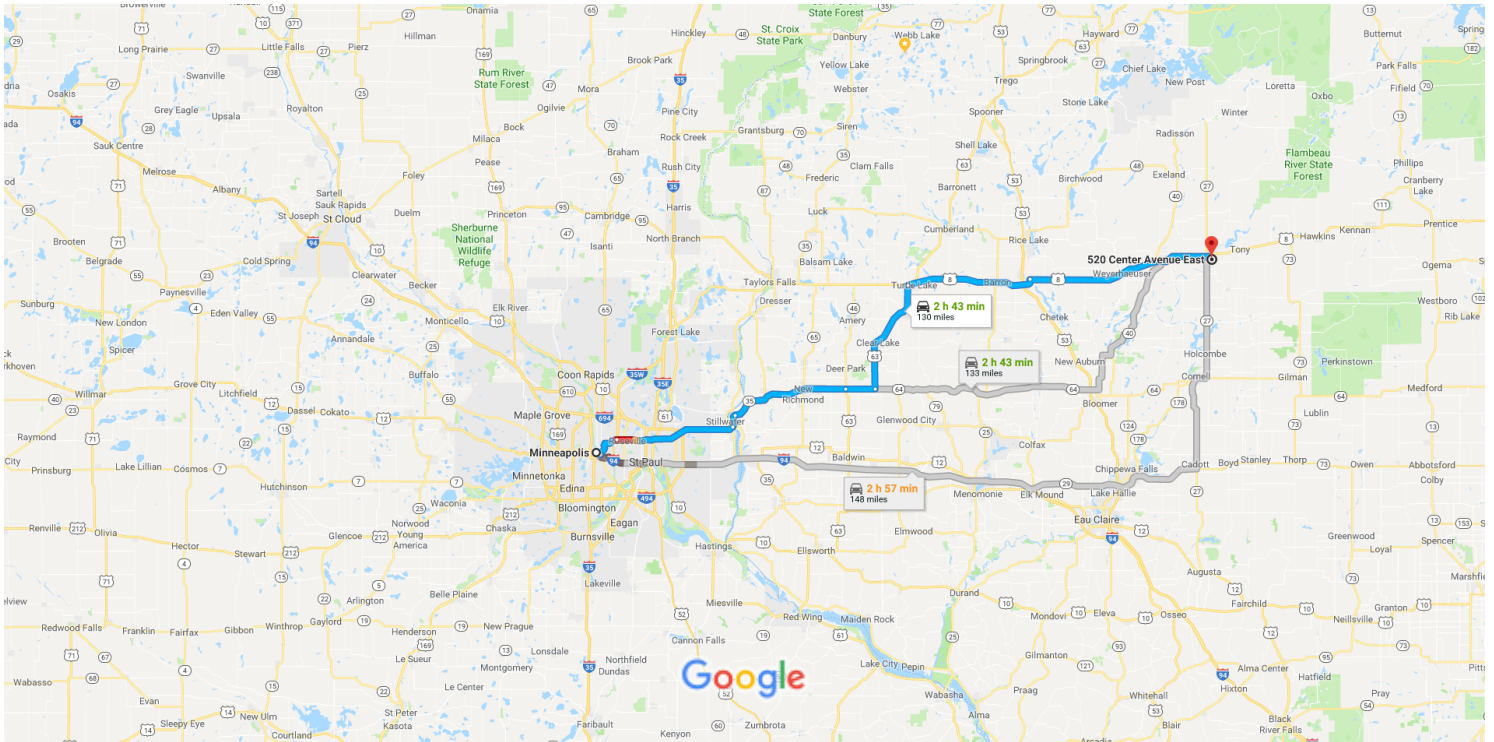 Browerville
Onamia
Hinckley
St. Croix
State Park
State Forest
Danbury
Webb Lake
Hayward
Springbrook
Butternut
Long Prairie
Little Falls
Pierz
Hillman
Rum River
State Forest
Brook Park
Yellow Lake
Webster
Trego
Chief Lake
New Post
Park Falls
Osakis
Swanville
Mora
Stone Lake
Loretta
Oxbo
Fifield
Grey Eagle
Upsala
Royalton
Ogilvie
Pine City
Spooner
Winter
Sauk Centre
Bock
Milaca
Rock Creek
Grantsburg
Siren
Radisson
Melrose
Pease
Braham
Rush City
Clam Falls
Shell Lake
Flambeau
River State
Forest
Phillips
Albany
Foley
Frederic
Barronett
Birchwood
Exeland
Cranberry
Lake
Sartell
Sauk Rapids
St Joseph
St Cloud
Duelm
Princeton
Cambridge
Harris
Luck
Prentice
Brooten
Sherburne
National
Wildlife
Refuge
Isanti
North Branch
Cumberland
Rice Lake
Hawkins
Kennan
Belgrade
Cold Spring
Balsam Lake
520 Center Avenue East
Tony
Ogema
Paynesville
Clearwater
Becker
Taylors Falls
Turtle Lake
Barron
Weyerhaeuser
Sunburg
Elk River
Dresser
Westboro
Rib Lake
New London
Eden Valley
Monticello
Forest Lake
2 h 43 min
130 miles
Amery
Chetek
Spicer
Annandale
Clear Lake
Holcombe
Perkinstown
Kerkhoven
Buffalo
Coon Rapids
Deer Park
2 h 43 min
133 miles
New Auburn
Cornell
Gilman
Willmar
Grove City
Litchfield
Dassel
Cokato
Maple Grove
Stillwater
New
Richmond
Glenwood City
Bloomer
Medford
Lublin
Raymond
Roseville
Colfax
Minneapolis
St Paul
Baldwin
Chippewa Falls
Cadott
Boyd
Stanley
Thorp
Owen
Abbotsford
Colby
Prinsburg
Lake Lillian
Cosmos
Minnetonka
Edina
2 h 57 min
148 miles
Menomonie
Elk Mound
Lake Hallie
Hutchinson
Waconia
Bloomington
Eagan
Eau Claire
Renville
Olivia
Hector
Stewart
Glencoe
Norwood
Young
America
Chaska
Burnsville
Hastings
Ellsworth
Elmwood
Greenwood
Loyal
Spencer
Lakeville
Augusta
Arlington
Belle Plaine
Miesville
Durand
Fairchild
Granton
Redwood Falls
Franklin
Fairfax
Gibbon
Winthrop
Gaylord
Henderson
New Prague
Red Wing
Maiden Rock
Mondovi
Eleva
Osseo
Neillsville
Le Sueur
Lonsdale
Cannon Falls
Montgomery
Northfield
Dundas
Google
Lake City
Pepin
Gilmanton
Alma Center
Wabasso
Le Center
Wabasha
Praag
Whitehall
Hixton
Hatfield
Pray
Evan
Sleepy Eye
New Ulm
Courtland
St Peter
Kasota
Faribault
Kenyon
Zumbrota
Alma
Blair
Black
River Falls
Arcadia